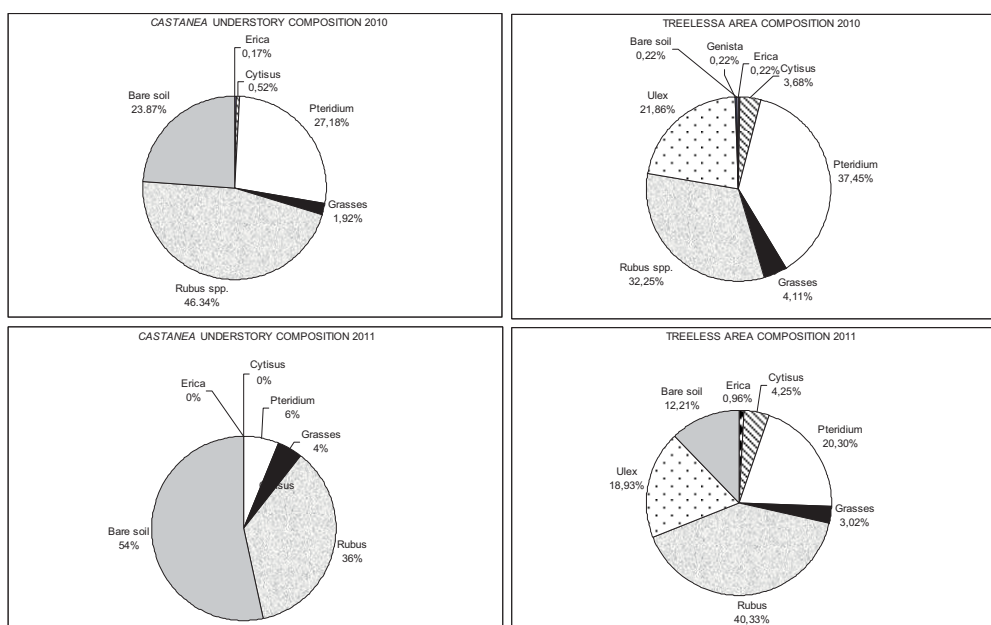 CASTANEA UNDERSTORY COMPOSITION 2010
Erica
0,17%
Cytisus
0,52%
Pteridium
27,18%
Grasses
1,92%
Rubus spp.
46.34%
Bare soil
23.87%
TREELESSA AREA COMPOSITION 2010
Bare soil
0,22%
Genista
0,22%
Erica
0,22%
Cytisus
3,68%
Pteridium
37,45%
Grasses
4,11%
Rubus spp.
32,25%
Ulex
21,86%
CASTANEA UNDERSTORY COMPOSITION 2011
Cytisus
0%
Erica
0%
Pteridium
6%
Grasses
4%
Rubus
36%
Bare soil
54%
TREELESS AREA COMPOSITION 2011
Bare soil
12,21%
Erica
0,96%
Cytisus
4,25%
Pteridium
20,30%
Grasses
3,02%
Rubus
40,33%
Ulex
18,93%